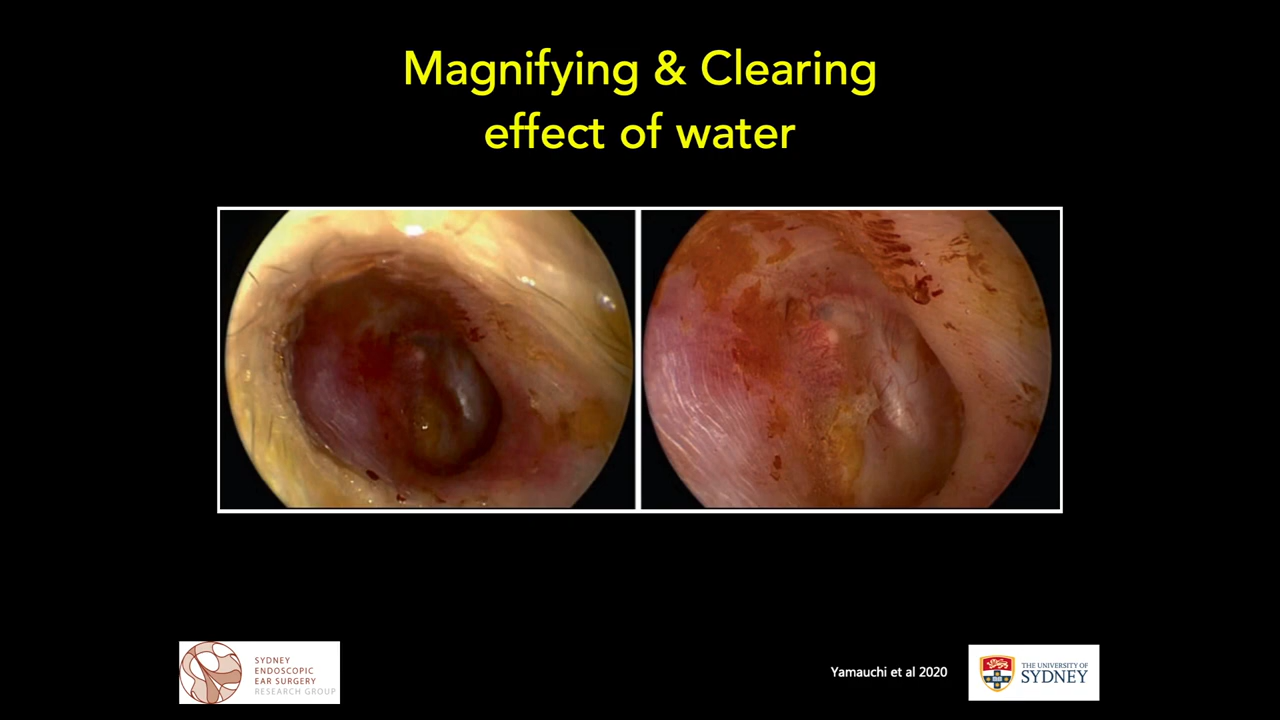 Magnifying & Clearing
effect of water
SYDNEY
ENDOSCOPIC
EAR SURGERY
RESEARCH GROUP
Yamauchi et al 2020
THE UNIVERSITY OF
SYDNEY